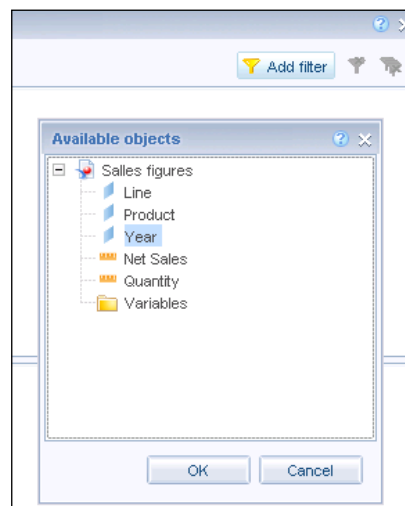 Add filter
Available objects
Salles figures
Line
Product
Year
Net Sales
Quantity
Variables
OK
Cancel